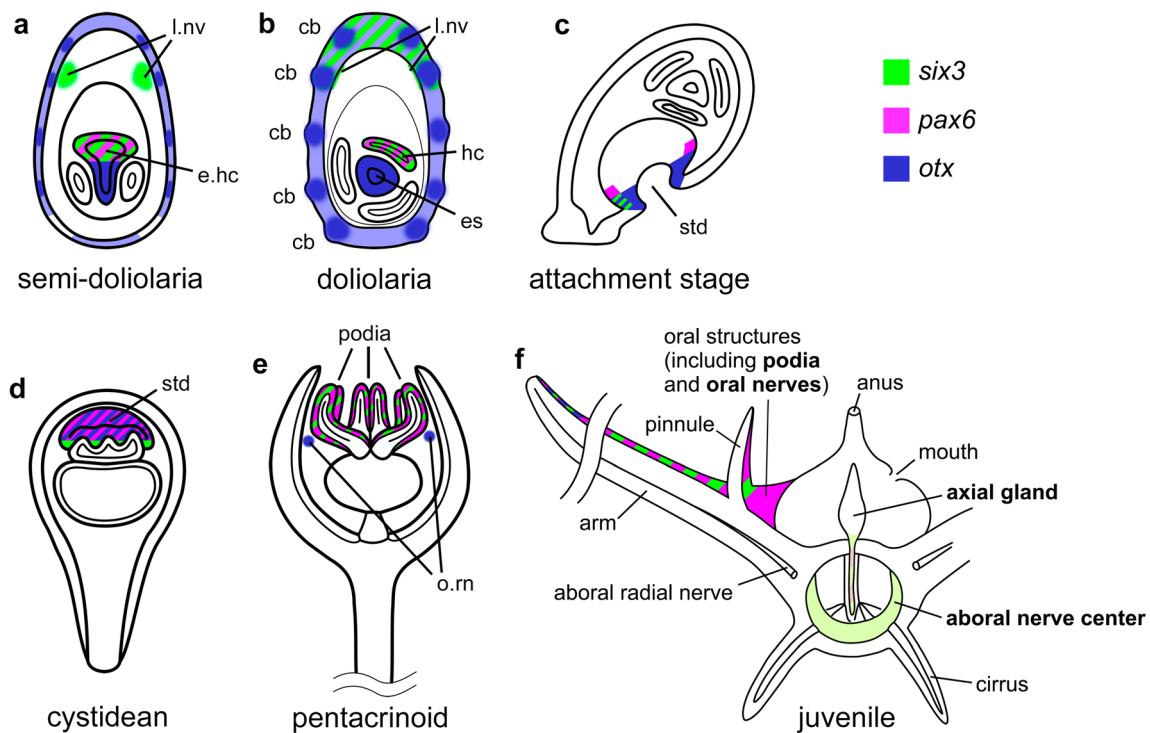 a
l.nv
e.hc
semi-doliolaria
b
cb
l.nv
cb
cb
hc
cb
es
cb
doliolaria
c
std
attachment stage
six3
pax6
otx
d
std
cystidean
e
podia
o.rn
pentacrinoid
f
oral structures
(including podia
and oral nerves)
anus
pinnule
mouth
axial gland
arm
aboral radial nerve
aboral nerve center
cirrus
juvenile